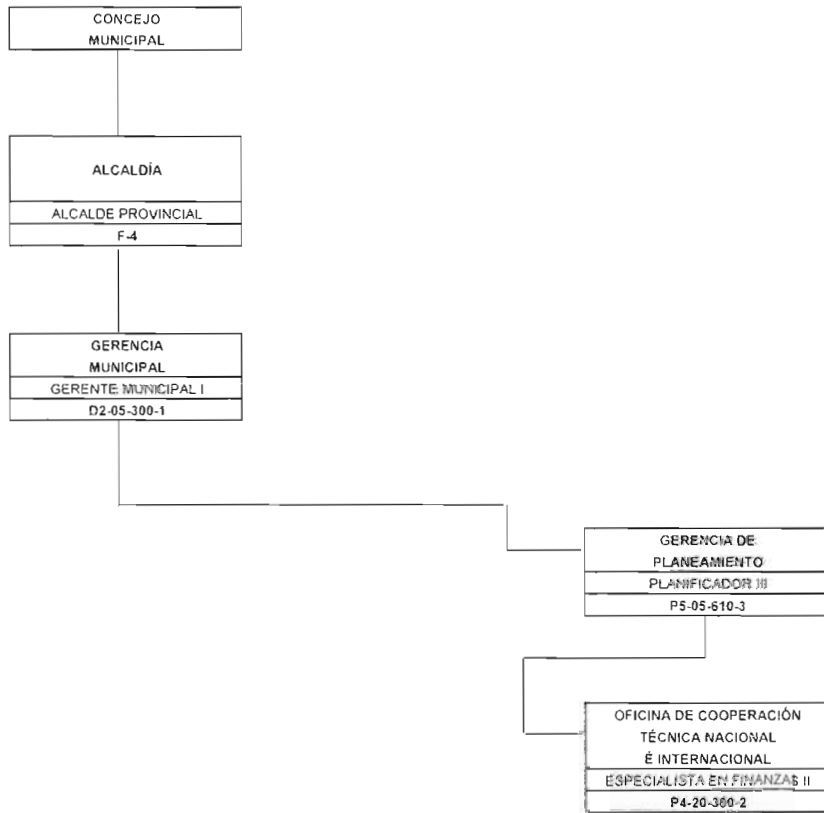 CONCEJO
MUNICIPAL
ALCALDÍA
ALCALDE PROVINCIAL
F-4
GERENCIA
MUNICIPAL
GERENTE MUNICIPAL I
D2-05-300-1
GERENCIA DE
PLANEAMIENTO
PLANIFICADOR III
P5-05-610-3
OFICINA DE COOPERACIÓN
TÉCNICA NACIONAL
É INTERNACIONAL
ESPECIALISTA EN FINANZAS II
P4-20-360-2